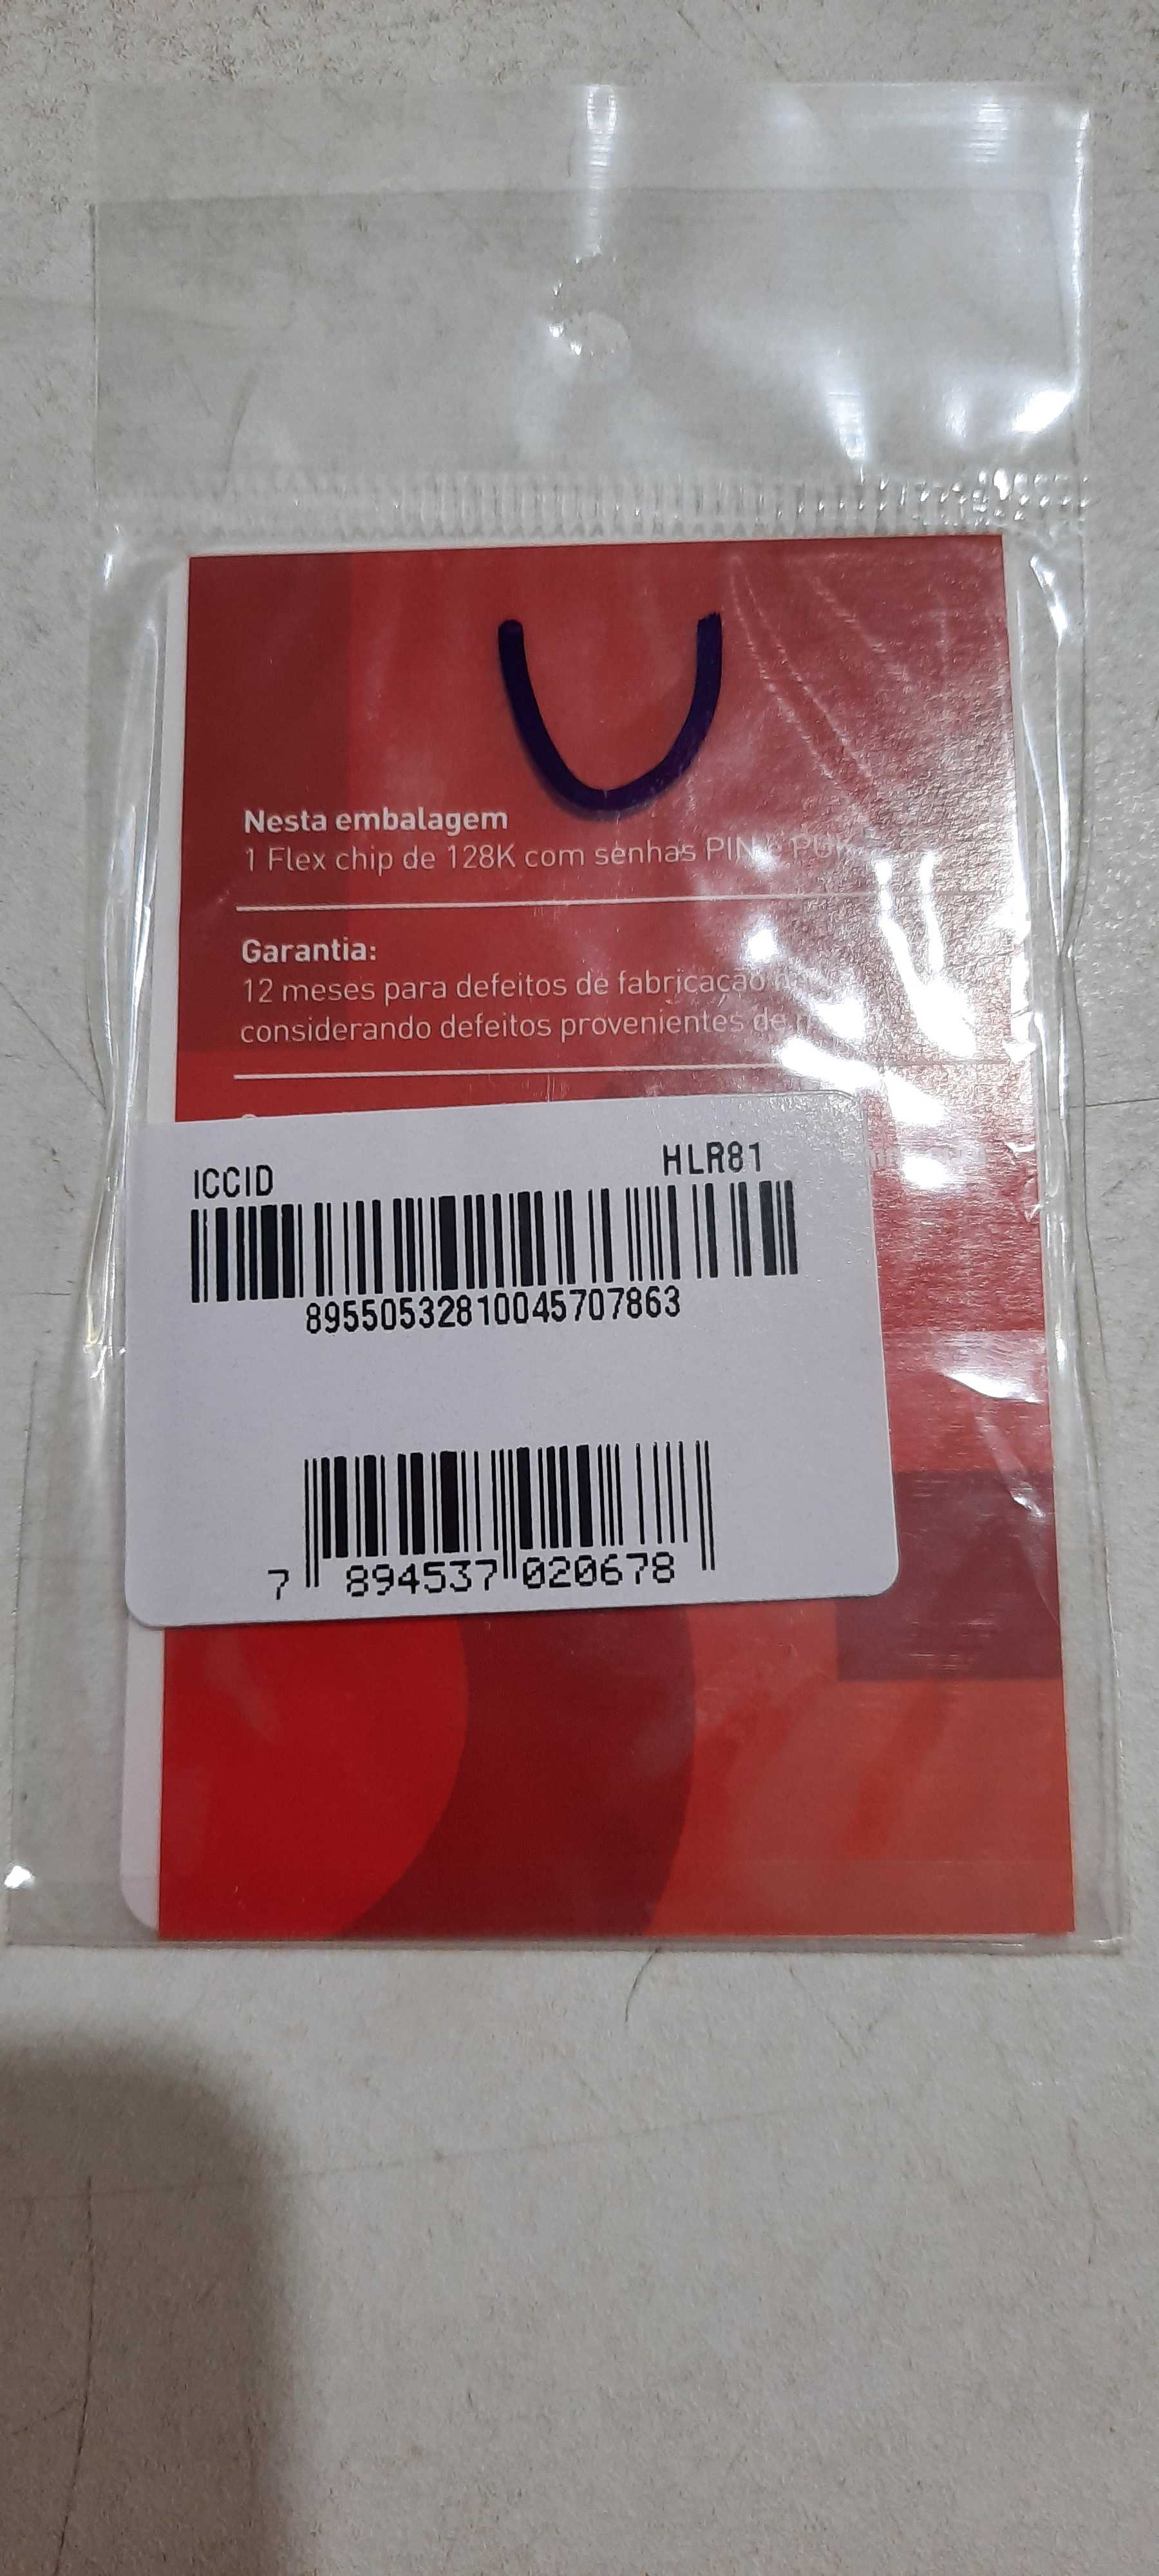 Nesta embalagem
1 Flex chip de 128K com senhas PIN e PUK
Garantia:
12 meses para defeitos de fabricação
considerando defeitos provenientes de
ICCID HLR81
89550532810045707863
7 894537 020678